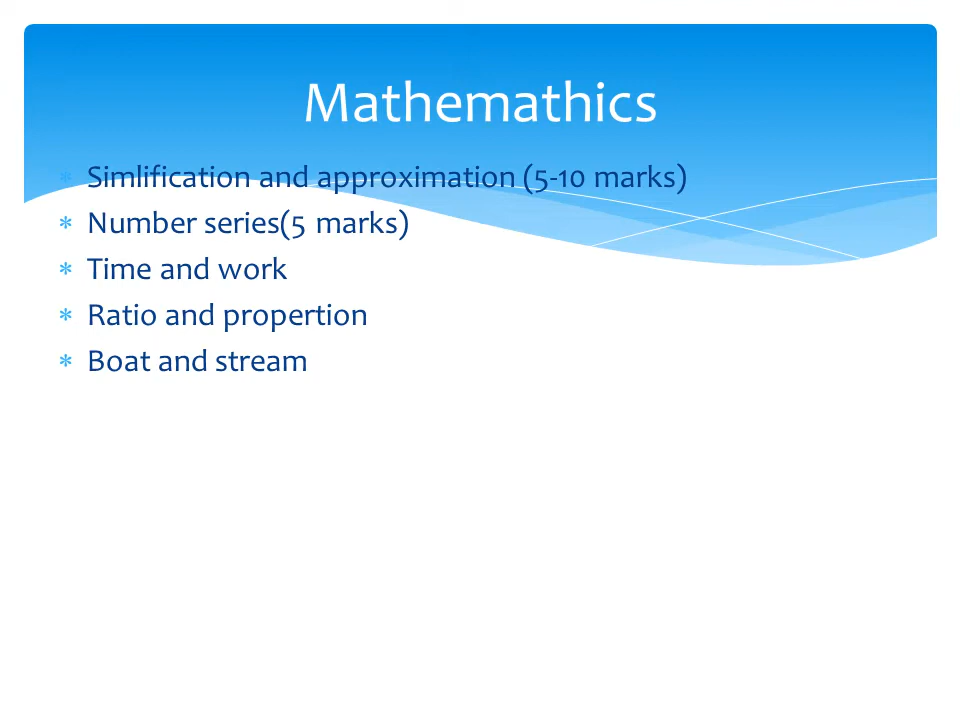 Mathemathics
* Simlification and approximation (5-10 marks)
* Number series(5 marks)
* Time and work
* Ratio and propertion
* Boat and stream